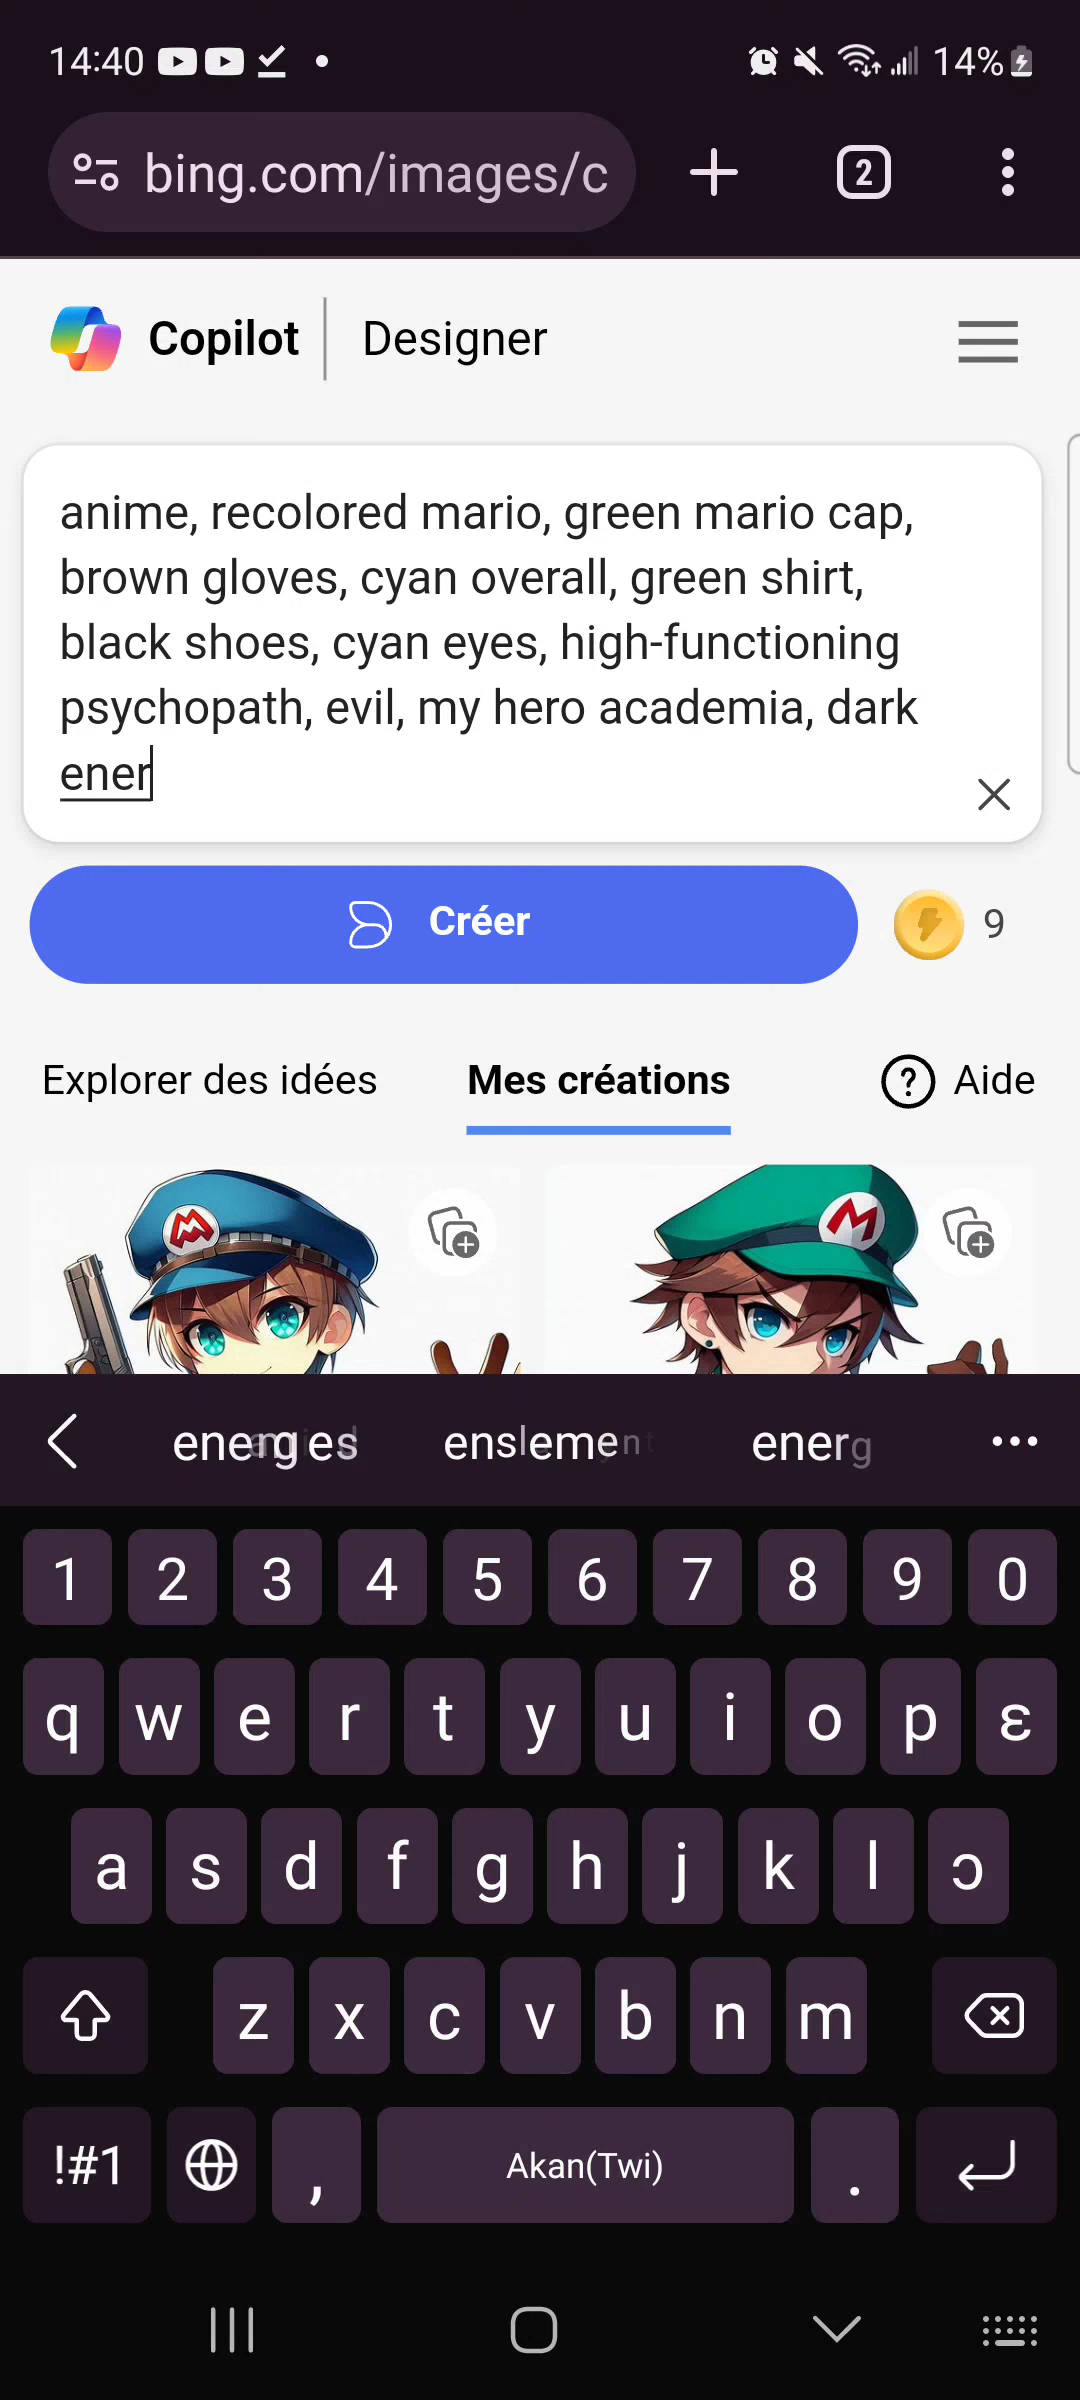 14:40
14%
bing.com/images/c
2
Copilot
Designer
anime, recolored mario, green mario cap,
brown gloves, cyan overall, green shirt,
black shoes, cyan eyes, high-functioning
psychopath, evil, my hero academia, dark
ener
Créer
9
Explorer des idées
Mes créations
? Aide
M
M
energ
1 2 3 4 5 6 7 8 9 0
q w e r t y u i o p ɛ
a s d f g h j k l ɔ
z x c v b n m
!#1 , Akan(Twi) .